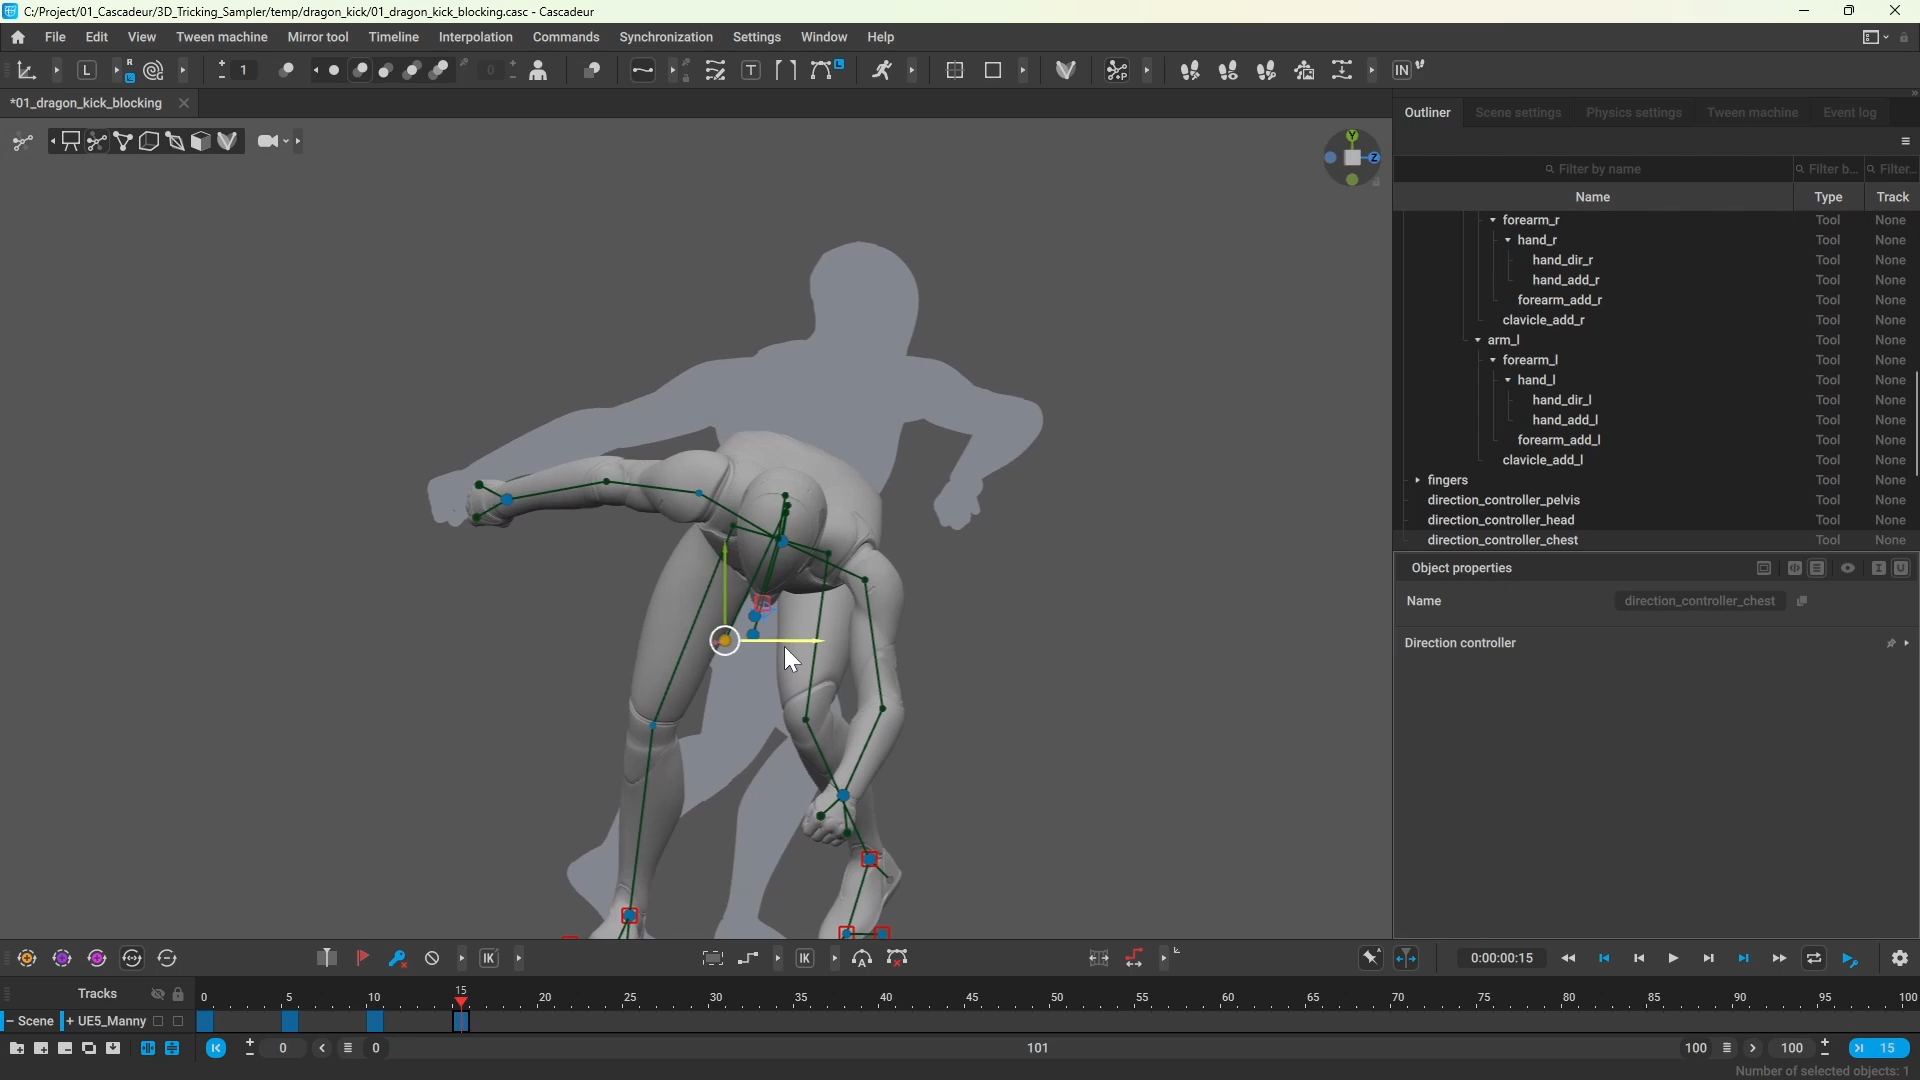 C:/Project/01_Cascadeur/3D_Tricking_Sampler/temp/dragon_kick/01_dragon_kick_blocking.casc - Cascadeur
File Edit View Tween machine Mirror tool Timeline Interpolation Commands Synchronization Settings Window Help
L R L 1 0 T L P IN
*01_dragon_kick_blocking
Outliner Scene settings Physics settings Tween machine Event log
Y
Z
Filter by name Filter b... Filter...
Name Type Track
forearm_r Tool None
hand_r Tool None
hand_dir_r Tool None
hand_add_r Tool None
forearm_add_r Tool None
clavicle_add_r Tool None
arm_l Tool None
forearm_l Tool None
hand_l Tool None
hand_dir_l Tool None
hand_add_l Tool None
forearm_add_l Tool None
clavicle_add_l Tool None
fingers Tool None
direction_controller_pelvis Tool None
direction_controller_head Tool None
direction_controller_chest Tool None
Object properties
Name direction_controller_chest
Direction controller
IK IK 0:00:00:15
Tracks 0 5 10 15 20 25 30 35 40 45 50 55 60 65 70 75 80 85 90 95 100
Scene + UE5_Manny
0 0 101 100 100 15
Number of selected objects: 1